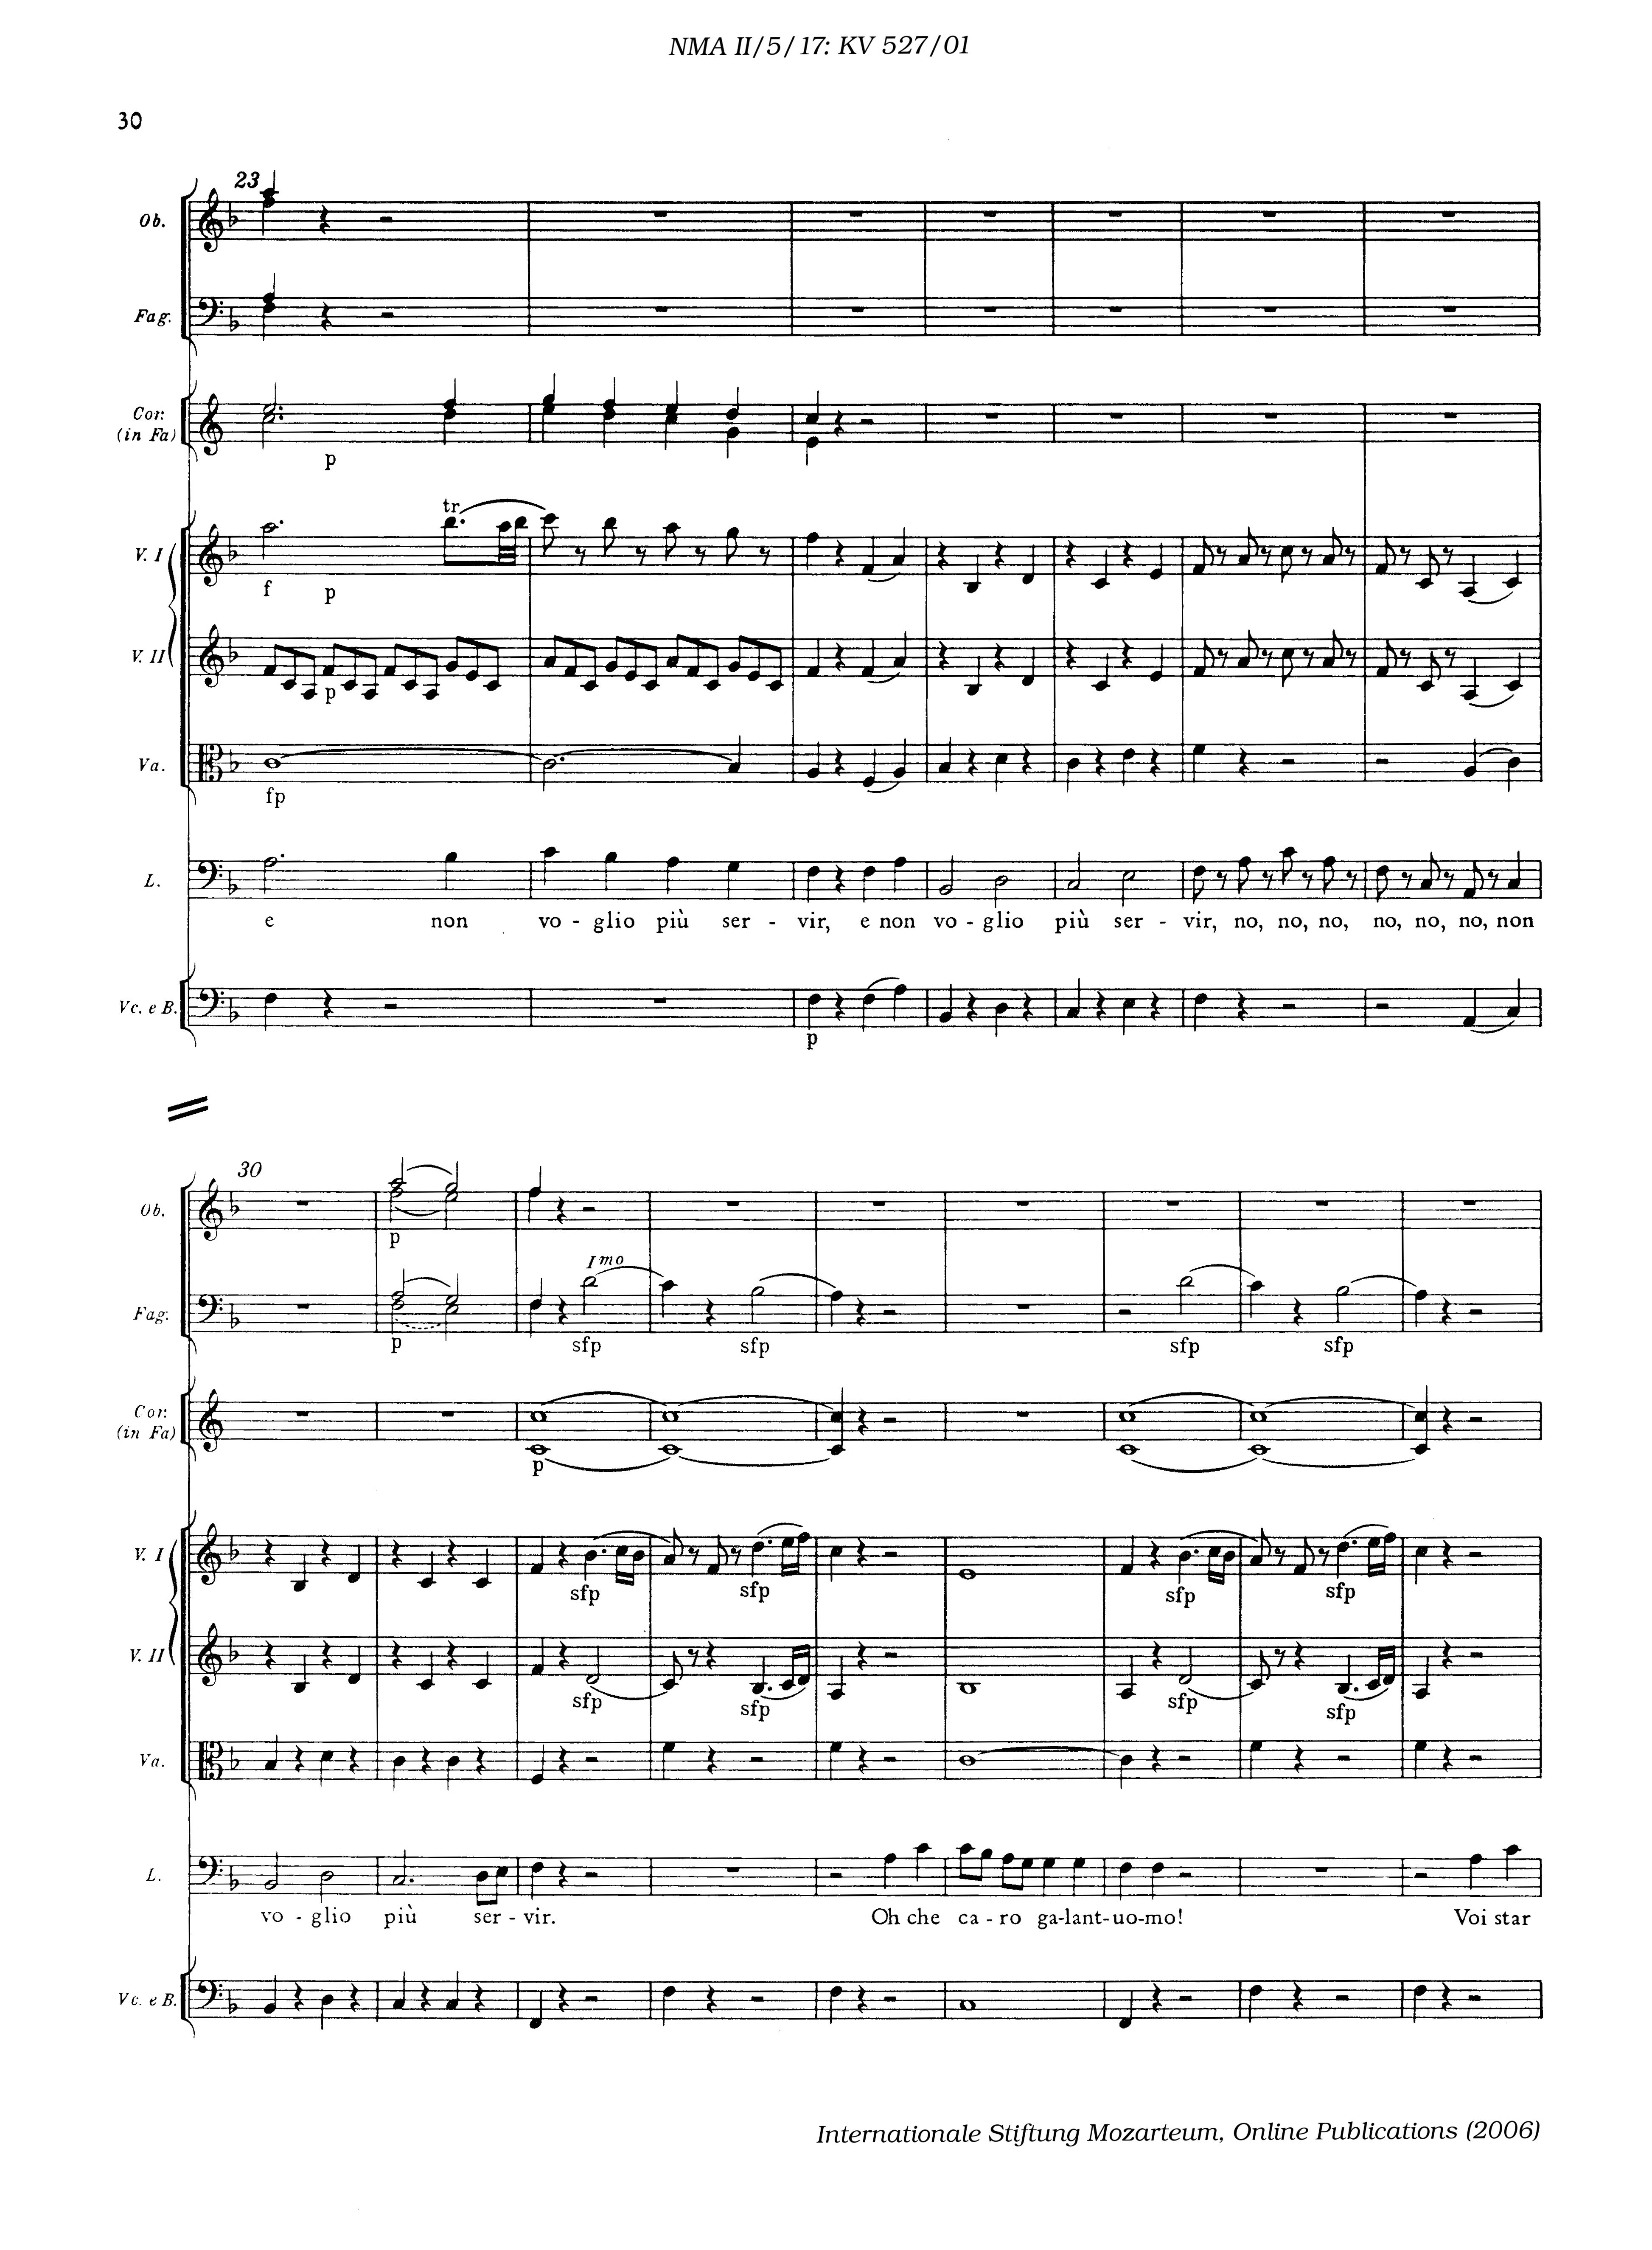 NMA II/5/17: KV 527/01
30
23
Ob.
Fag.
Cor.
(in Fa)
p
tr
V. I
f p
V. II
p
Va.
fp
L.
e non vo - glio più ser - vir, e non vo - glio più ser - vir, no, no, no, no, no, no, non
Vc. e B.
p
30
Ob.
p
Imo
Fag.
p sfp sfp sfp sfp
Cor.
(in Fa)
p
V. I
sfp sfp sfp sfp
V. II
sfp sfp sfp sfp
Va.
L.
vo - glio più ser - vir. Oh che ca - ro ga-lant-uo-mo! Voi star
Vc. e B.
Internationale Stiftung Mozarteum, Online Publications (2006)